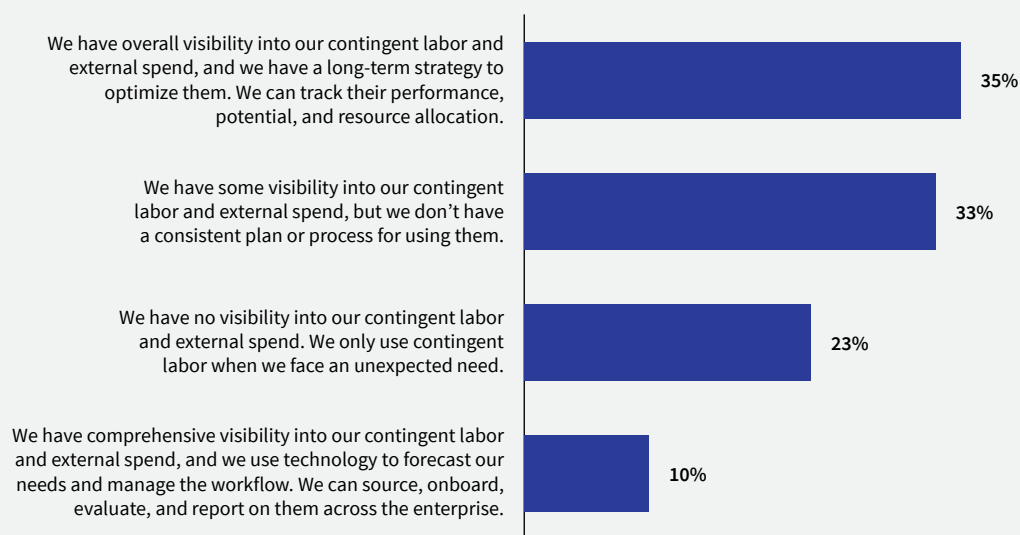 We have overall visibility into our contingent labor and
external spend, and we have a long-term strategy to
optimize them. We can track their performance,
potential, and resource allocation.
35%
We have some visibility into our contingent
labor and external spend, but we don’t have
a consistent plan or process for using them.
33%
We have no visibility into our contingent labor
and external spend. We only use contingent
labor when we face an unexpected need.
23%
We have comprehensive visibility into our contingent labor
and external spend, and we use technology to forecast our
needs and manage the workflow. We can source, onboard,
evaluate, and report on them across the enterprise.
10%